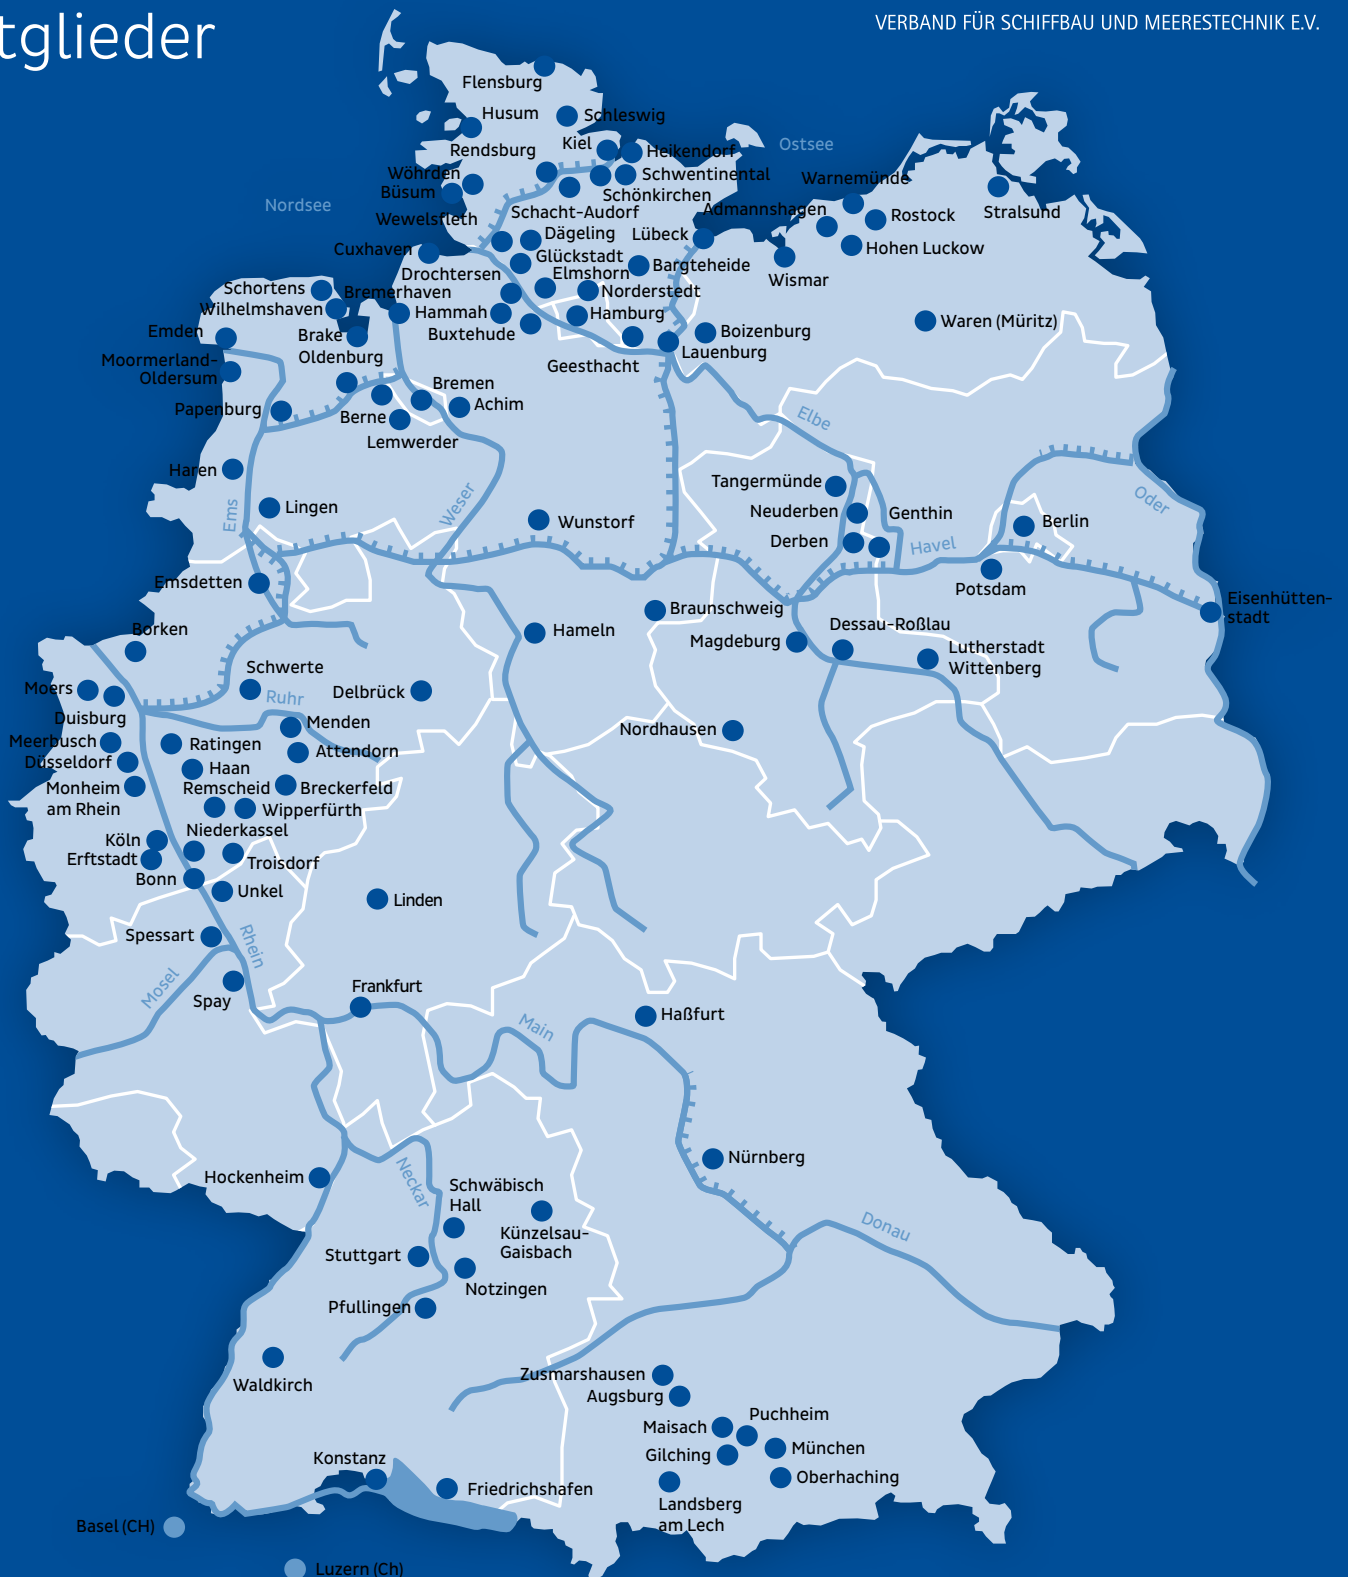 tglieder
VERBAND FÜR SCHIFFBAU UND MEERESTECHNIK E.V.
Flensburg
Husum
Schleswig
Kiel
Rendsburg
Heikendorf
Ostsee
Wöhrden
Schwentinental
Warnemünde
Büsum
Schönkirchen
Nordsee
Schacht-Audorf
Admannshagen
Stralsund
Wewelsfleth
Rostock
Dägeling
Lübeck
Cuxhaven
Hohen Luckow
Glückstadt
Bargteheide
Drochtersen
Elmshorn
Wismar
Schortens
Bremerhaven
Norderstedt
Wilhelmshaven
Hammah
Hamburg
Waren (Müritz)
Emden
Brake
Buxtehude
Boizenburg
Oldenburg
Lauenburg
Moormerland-
Oldersum
Geesthacht
Bremen
Papenburg
Berne
Achim
Elbe
Lemwerder
Haren
Tangermünde
Oder
Lingen
Ems
Weser
Neuderben
Genthin
Wunstorf
Berlin
Derben
Havel
Emsdetten
Potsdam
Eisenhütten-
stadt
Braunschweig
Borken
Hameln
Dessau-Roßlau
Magdeburg
Lutherstadt
Wittenberg
Schwerte
Moers
Ruhr
Delbrück
Duisburg
Menden
Nordhausen
Meerbusch
Ratingen
Attendorn
Düsseldorf
Haan
Monheim
am Rhein
Remscheid
Breckerfeld
Wipperfürth
Niederkassel
Köln
Erftstadt
Troisdorf
Bonn
Unkel
Linden
Spessart
Rhein
Mosel
Spay
Frankfurt
Main
Haßfurt
Nürnberg
Hockenheim
Neckar
Schwäbisch
Hall
Künzelsau-
Gaisbach
Donau
Stuttgart
Notzingen
Pfullingen
Waldkirch
Zusmarshausen
Augsburg
Maisach
Puchheim
München
Gilching
Konstanz
Oberhaching
Friedrichshafen
Landsberg
am Lech
Basel (CH)
Luzern (Ch)